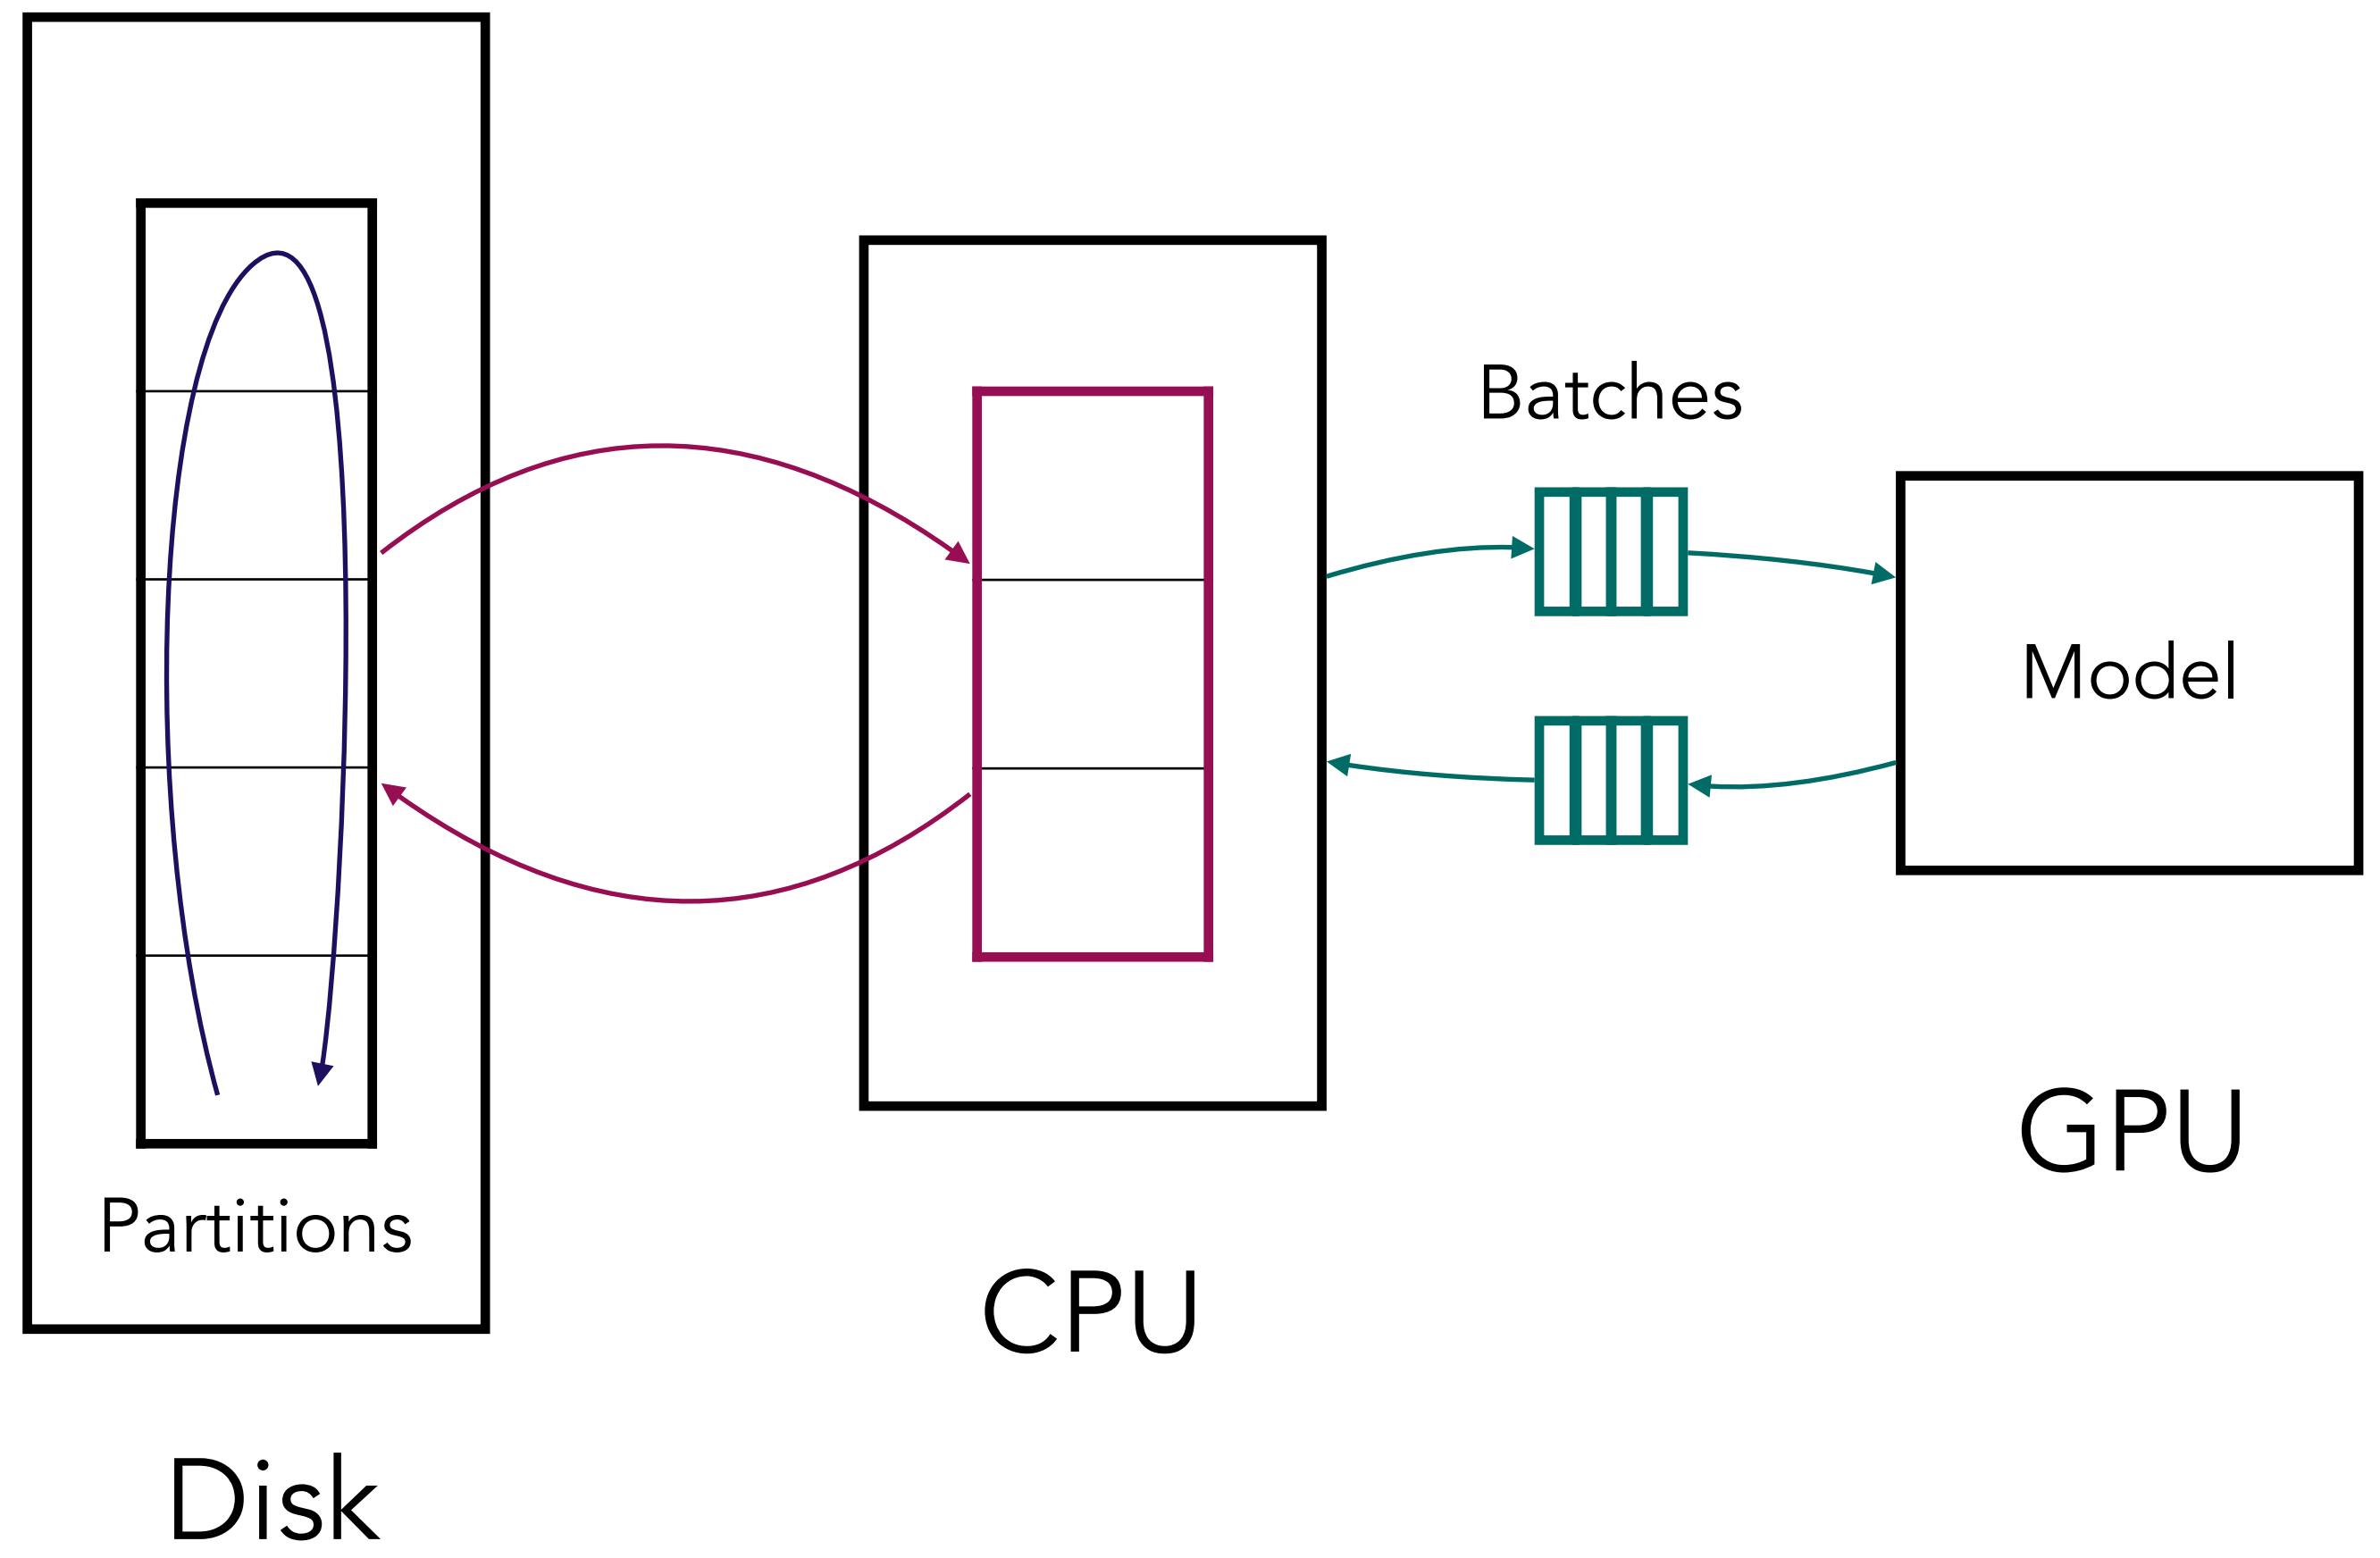 Batches
Model
Partitions
GPU
CPU
Disk